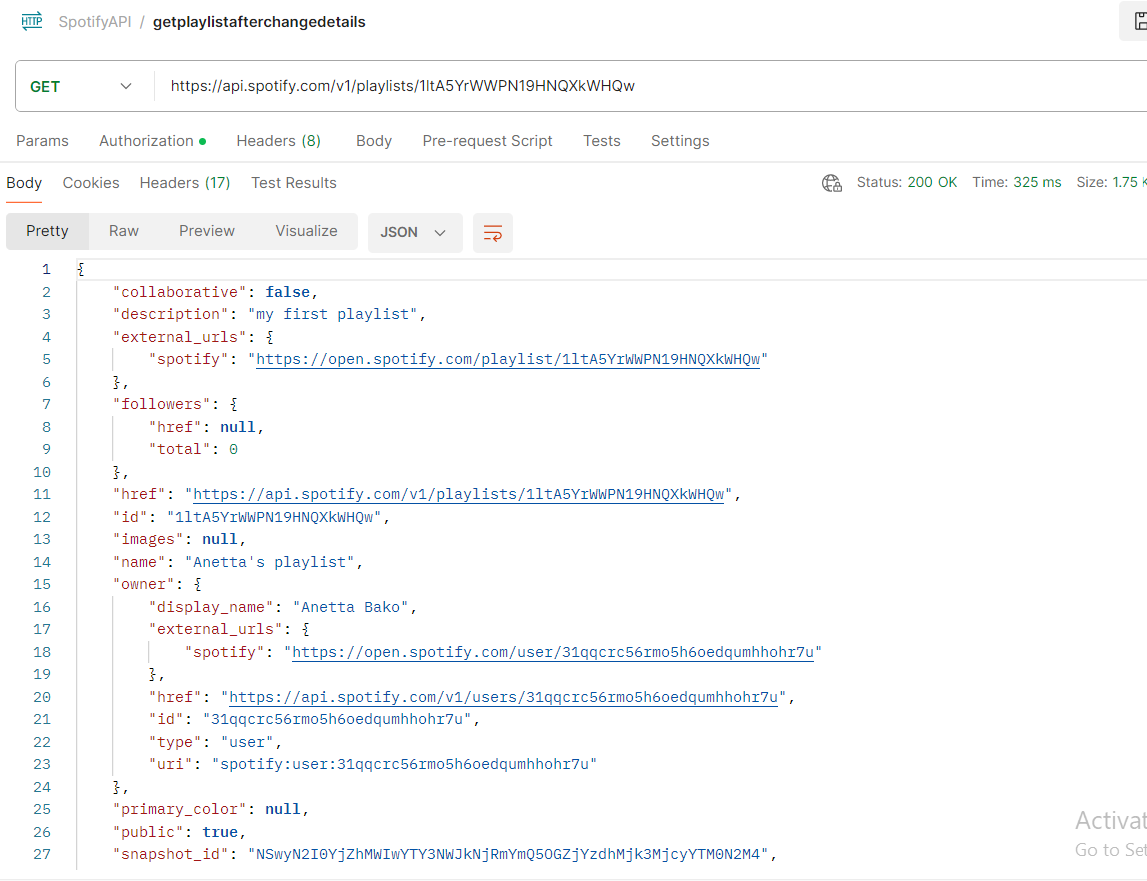 HTTP SpotifyAPI / getplaylistafterchangedetails
GET https://api.spotify.com/v1/playlists/1ltA5YrWWPN19HNQXkWHQw
Params Authorization Headers (8) Body Pre-request Script Tests Settings
Body Cookies Headers (17) Test Results Status: 200 OK Time: 325 ms Size: 1.75 K
Pretty Raw Preview Visualize JSON
1 {
2 "collaborative": false,
3 "description": "my first playlist",
4 "external_urls": {
5 "spotify": "https://open.spotify.com/playlist/1ltA5YrWWPN19HNQXkWHQw"
6 },
7 "followers": {
8 "href": null,
9 "total": 0
10 },
11 "href": "https://api.spotify.com/v1/playlists/1ltA5YrWWPN19HNQXkWHQw",
12 "id": "1ltA5YrWWPN19HNQXkWHQw",
13 "images": null,
14 "name": "Anetta's playlist",
15 "owner": {
16 "display_name": "Anetta Bako",
17 "external_urls": {
18 "spotify": "https://open.spotify.com/user/31qqcrc56rmo5h6oedqumhhohr7u"
19 },
20 "href": "https://api.spotify.com/v1/users/31qqcrc56rmo5h6oedqumhhohr7u",
21 "id": "31qqcrc56rmo5h6oedqumhhohr7u",
22 "type": "user",
23 "uri": "spotify:user:31qqcrc56rmo5h6oedqumhhohr7u"
24 },
25 "primary_color": null,
26 "public": true,
27 "snapshot_id": "NSwyN2I0YjZhMWIwYTY3NWJkNjRmYmQ5OGZjYzdhMjk3MjcyYTM0N2M4",
Activat
Go to Set